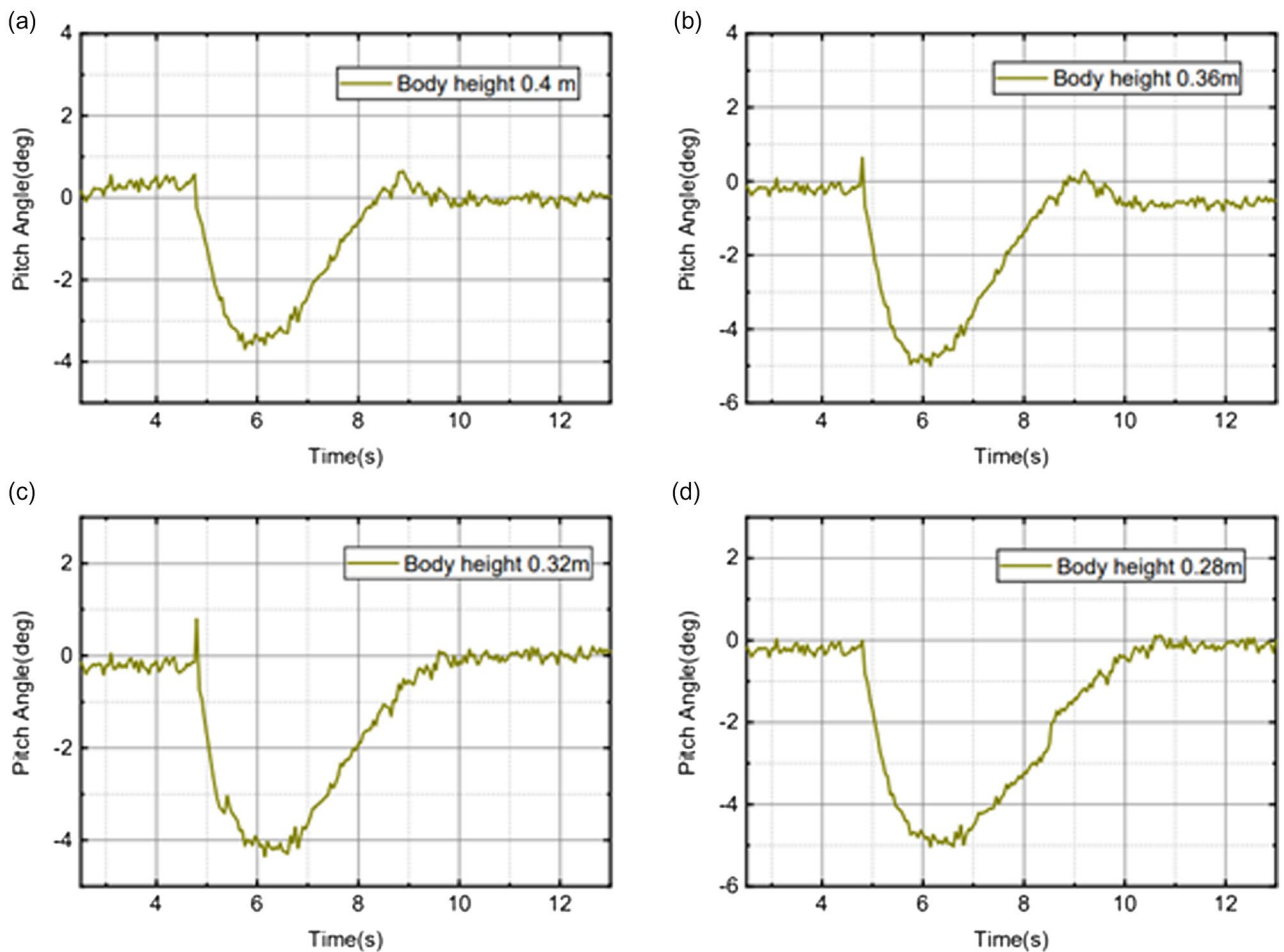 (a)
4
2
0
-2
-4
Pitch Angle(deg)
Body height 0.4 m
4 6 8 10 12
Time(s)
(b)
4
2
0
-2
-4
-6
Pitch Angle(deg)
Body height 0.36m
4 6 8 10 12
Time(s)
(c)
2
0
-2
-4
Pitch Angle(deg)
Body height 0.32m
4 6 8 10 12
Time(s)
(d)
2
0
-2
-4
-6
Pitch Angle(deg)
Body height 0.28m
4 6 8 10 12
Time(s)